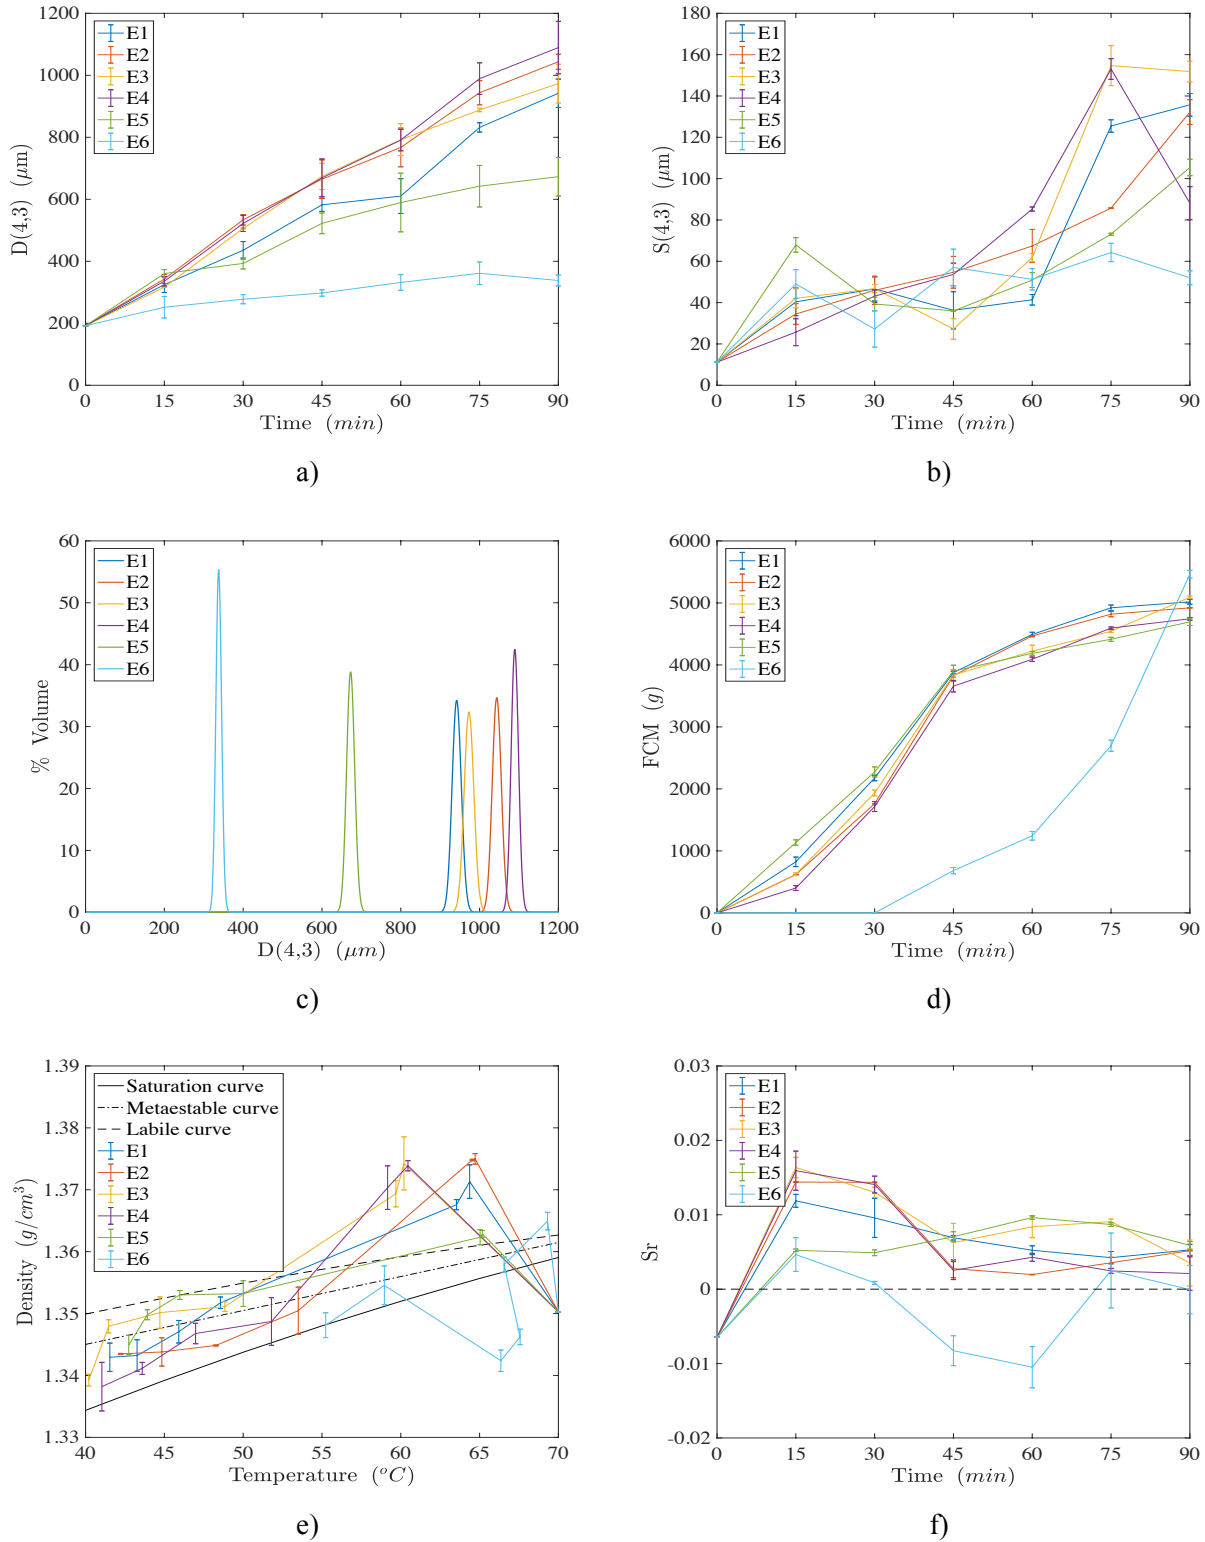 1200
1000
800
600
400
200
0
D(4,3) (μm)
E1
E2
E3
E4
E5
E6
0 15 30 45 60 75 90
Time (min)
a)
180
160
140
120
100
80
60
40
20
0
S(4,3) (μm)
E1
E2
E3
E4
E5
E6
0 15 30 45 60 75 90
Time (min)
b)
60
50
40
30
20
10
0
% Volume
E1
E2
E3
E4
E5
E6
0 200 400 600 800 1000 1200
D(4,3) (μm)
c)
6000
5000
4000
3000
2000
1000
0
FCM (g)
E1
E2
E3
E4
E5
E6
0 15 30 45 60 75 90
Time (min)
d)
1.39
1.38
1.37
1.36
1.35
1.34
1.33
Density (g/cm³)
Saturation curve
Metaestable curve
Labile curve
E1
E2
E3
E4
E5
E6
40 45 50 55 60 65 70
Temperature (°C)
e)
0.03
0.02
0.01
0
-0.01
-0.02
Sr
E1
E2
E3
E4
E5
E6
0 15 30 45 60 75 90
Time (min)
f)